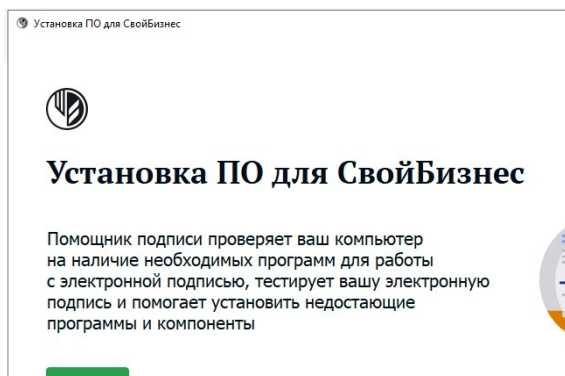 Установка ПО для СвойБизнес
Установка ПО для СвойБизнес
Помощник подписи проверяет ваш компьютер
на наличие необходимых программ для работы
с электронной подписью, тестирует вашу электронную
подпись и помогает установить недостающие
программы и компоненты